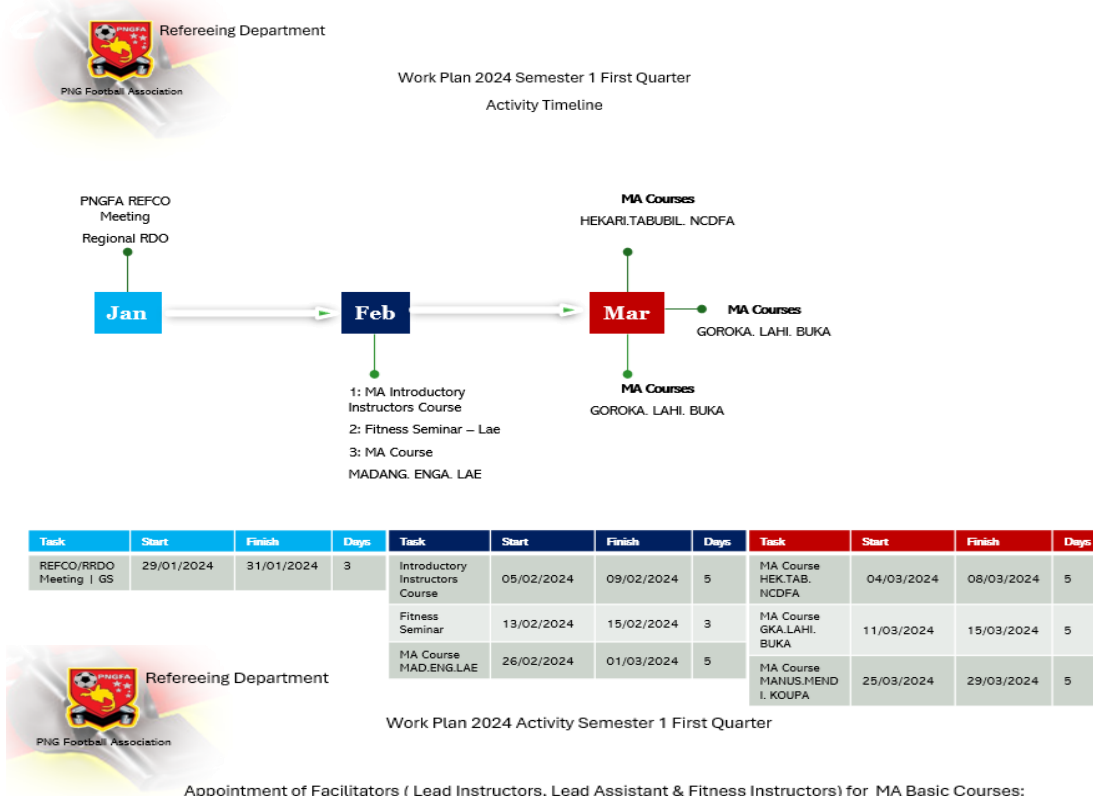 PNGFA
Refereeing Department
PNG Football Association
Work Plan 2024 Semester 1 First Quarter
Activity Timeline
PNGFA REFCO
Meeting
Regional RDO
MA Courses
HEKARI.TABUBIL. NCDFA
Jan
Feb
Mar
MA Courses
GOROKA. LAHI. BUKA
1: MA Introductory
Instructors Course
2: Fitness Seminar – Lae
3: MA Course
MADANG. ENGA. LAE
MA Courses
GOROKA. LAHI. BUKA
Task Start Finish Days
REFCO/RRDO
Meeting | GS
29/01/2024 31/01/2024 3
Task Start Finish Days
Introductory
Instructors
Course
05/02/2024 09/02/2024 5
Fitness
Seminar
13/02/2024 15/02/2024 3
MA Course
MAD.ENG.LAE
26/02/2024 01/03/2024 5
Task Start Finish Days
MA Course
HEK.TAB.
NCDFA
04/03/2024 08/03/2024 5
MA Course
GKA.LAHI.
BUKA
11/03/2024 15/03/2024 5
MA Course
MANUS.MEND
I. KOUPA
25/03/2024 29/03/2024 5
PNGFA
Refereeing Department
PNG Football Association
Work Plan 2024 Activity Semester 1 First Quarter
Appointment of Facilitators ( Lead Instructors, Lead Assistant & Fitness Instructors) for MA Basic Courses: